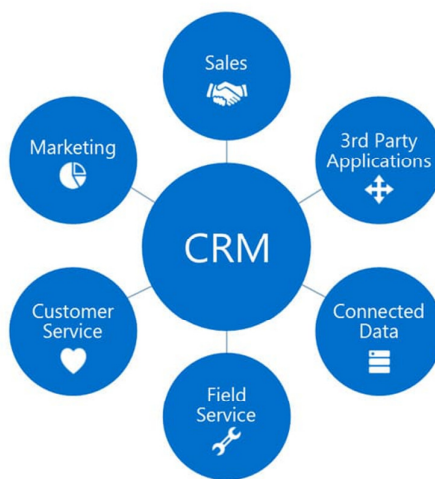 Sales
Marketing
3rd Party
Applications
CRM
Customer
Service
Connected
Data
Field
Service